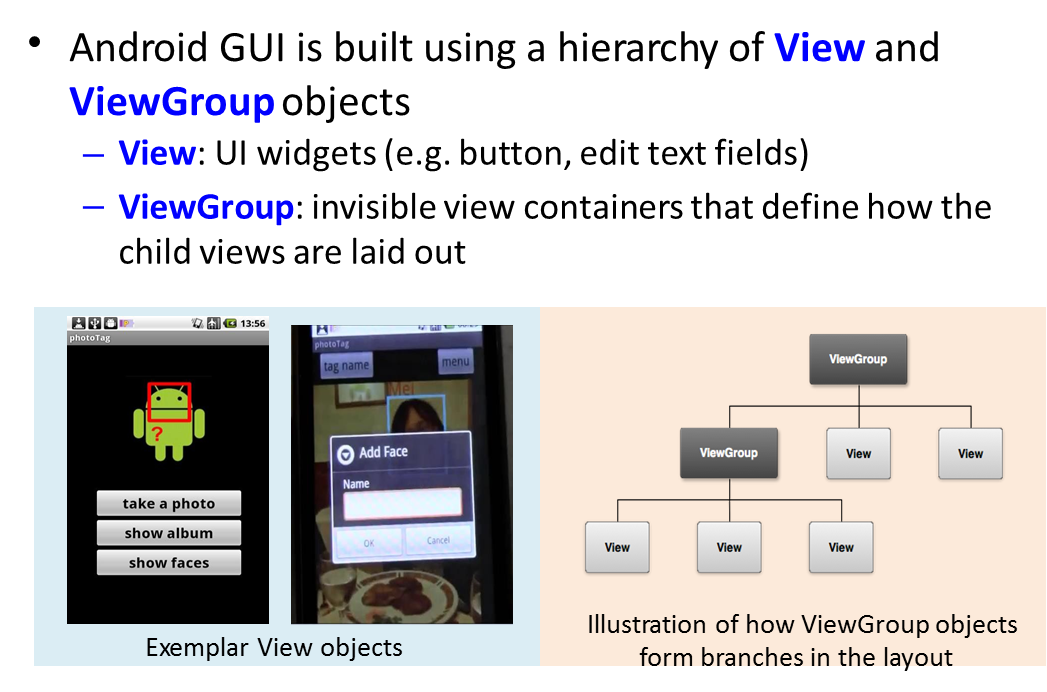 • Android GUI is built using a hierarchy of View and
ViewGroup objects
– View: UI widgets (e.g. button, edit text fields)
– ViewGroup: invisible view containers that define how the
child views are laid out
13:56
photoTag
?
take a photo
show album
show faces
photoTag
tag name
menu
Mei
Add Face
Name
OK
Cancel
Exemplar View objects
ViewGroup
ViewGroup
View
View
View
View
View
Illustration of how ViewGroup objects
form branches in the layout